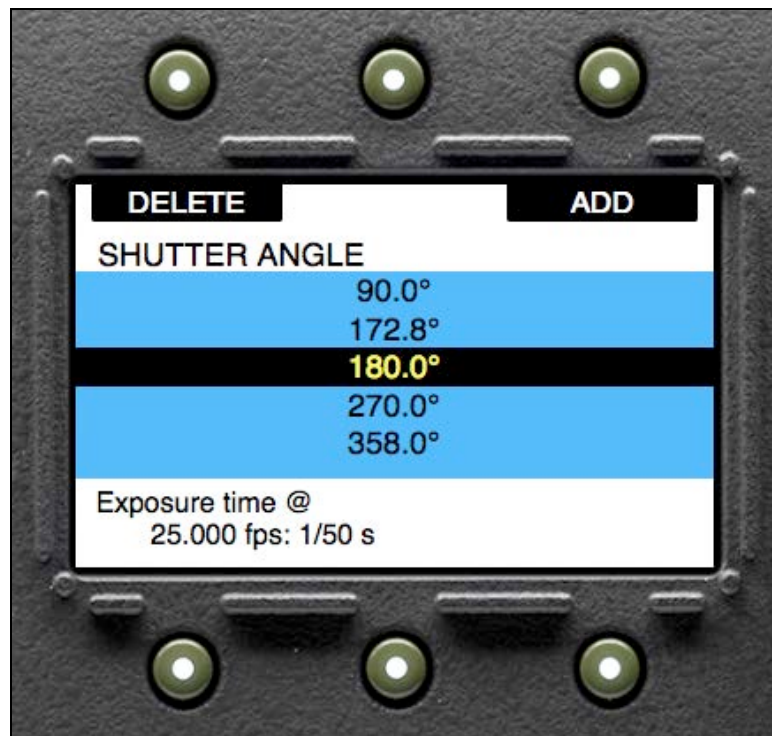 DELETE ADD
SHUTTER ANGLE
90.0°
172.8°
180.0°
270.0°
358.0°
Exposure time @
25.000 fps: 1/50 s